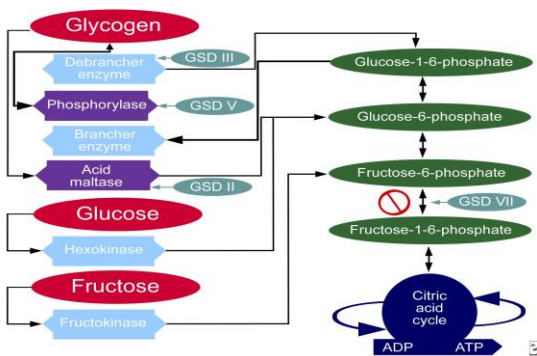 Glycogen
Debrancher
enzyme
GSD III
Phosphorylase
GSD V
Brancher
enzyme
Acid
maltase
GSD II
Glucose
Hexokinase
Fructose
Fructokinase
Glucose-1-6-phosphate
Glucose-6-phosphate
Fructose-6-phosphate
GSD VII
Fructose-1-6-phosphate
Citric
acid
cycle
ADP
ATP